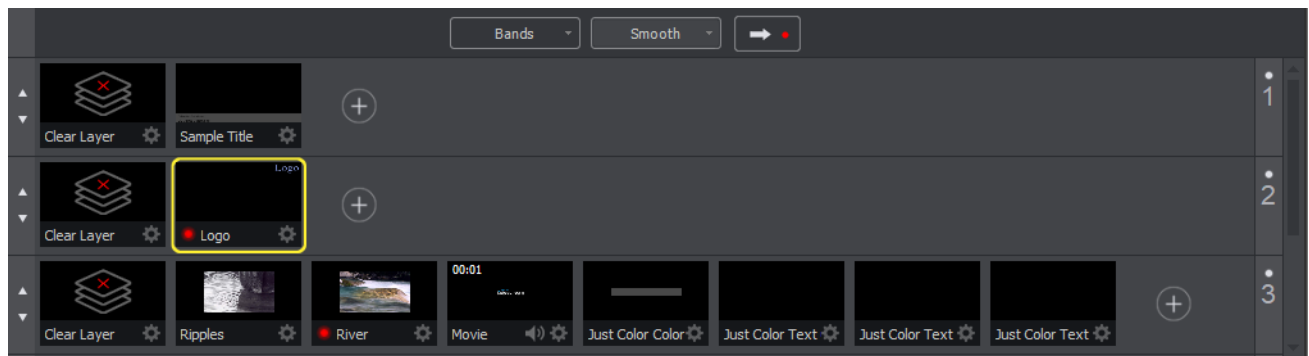 Bands Smooth
1
Clear Layer Sample Title
Logo
2
Clear Layer Logo
00:01
3
Clear Layer Ripples River Movie Just Color Color Just Color Text Just Color Text Just Color Text